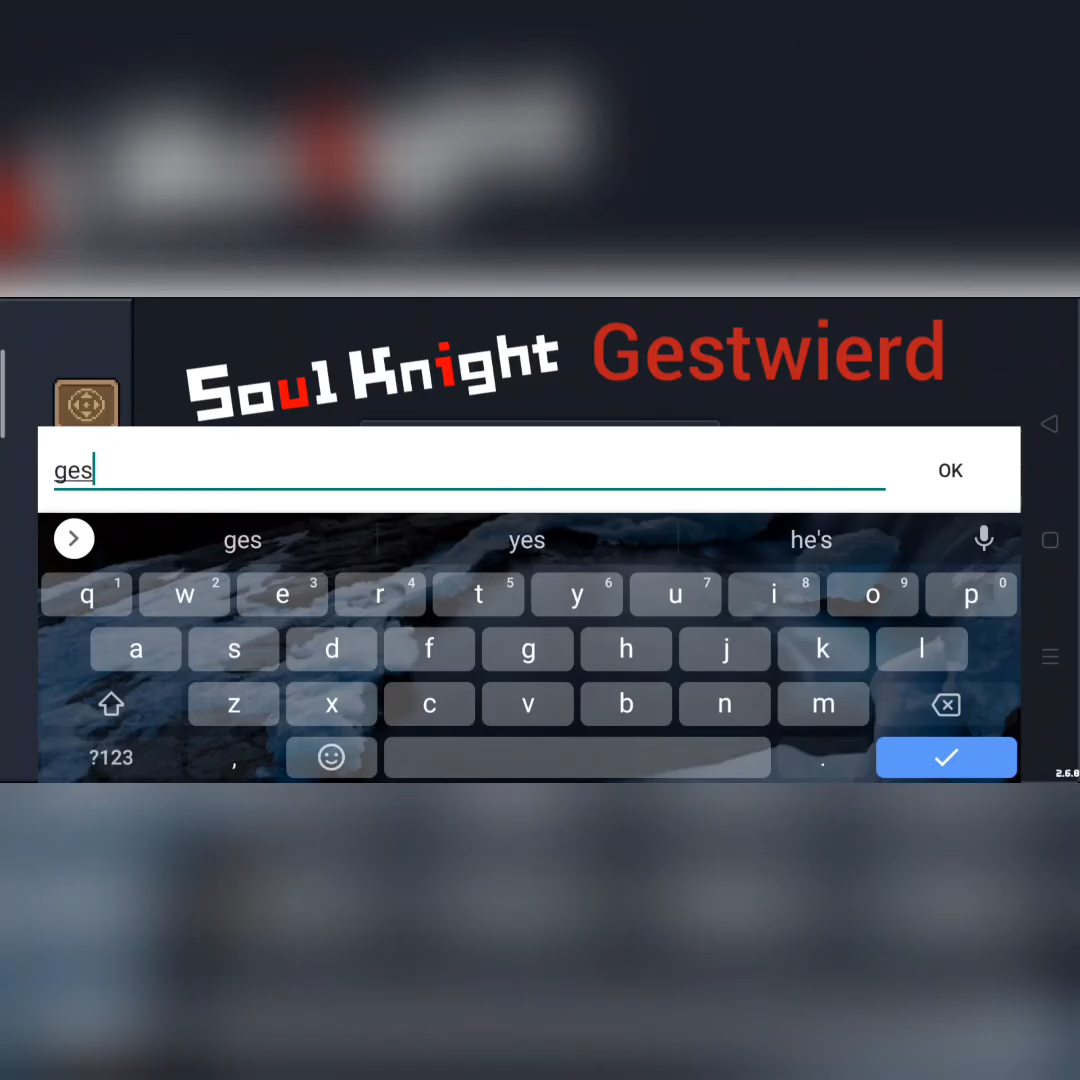 Soul Knight Gestwierd
ges
OK
ges yes he's
q 1 w 2 e 3 r 4 t 5 y 6 u 7 i 8 o 9 p 0
a s d f g h j k l
z x c v b n m
?123 , .
2.6.8